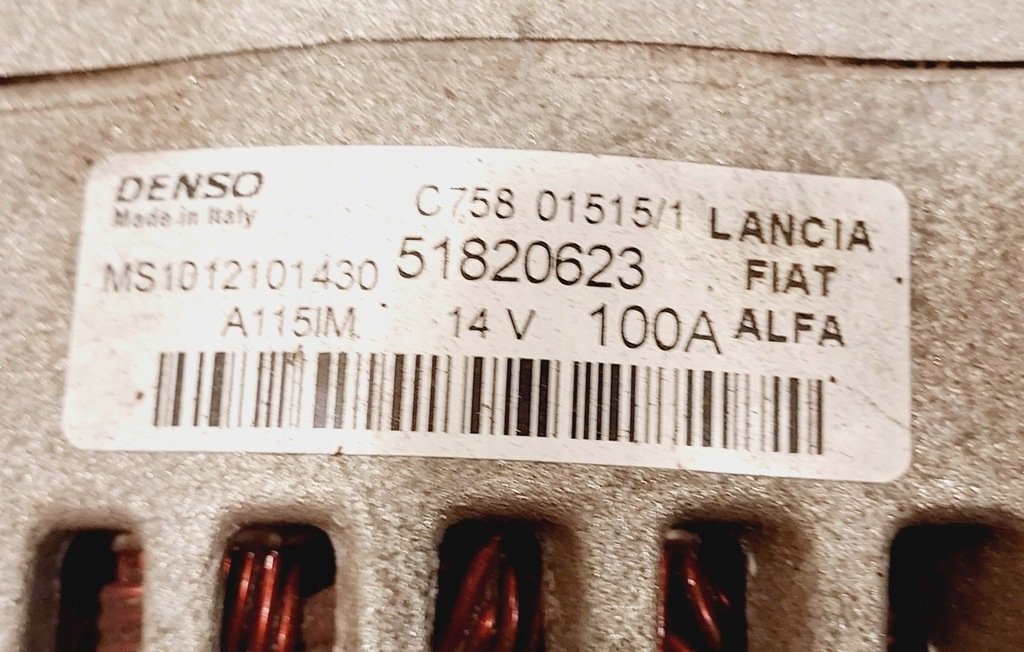 DENSO
Made in Italy
C758 01515/1
LANCIA
MS1012101430
51820623
FIAT
A115IM
14 V
100A
ALFA